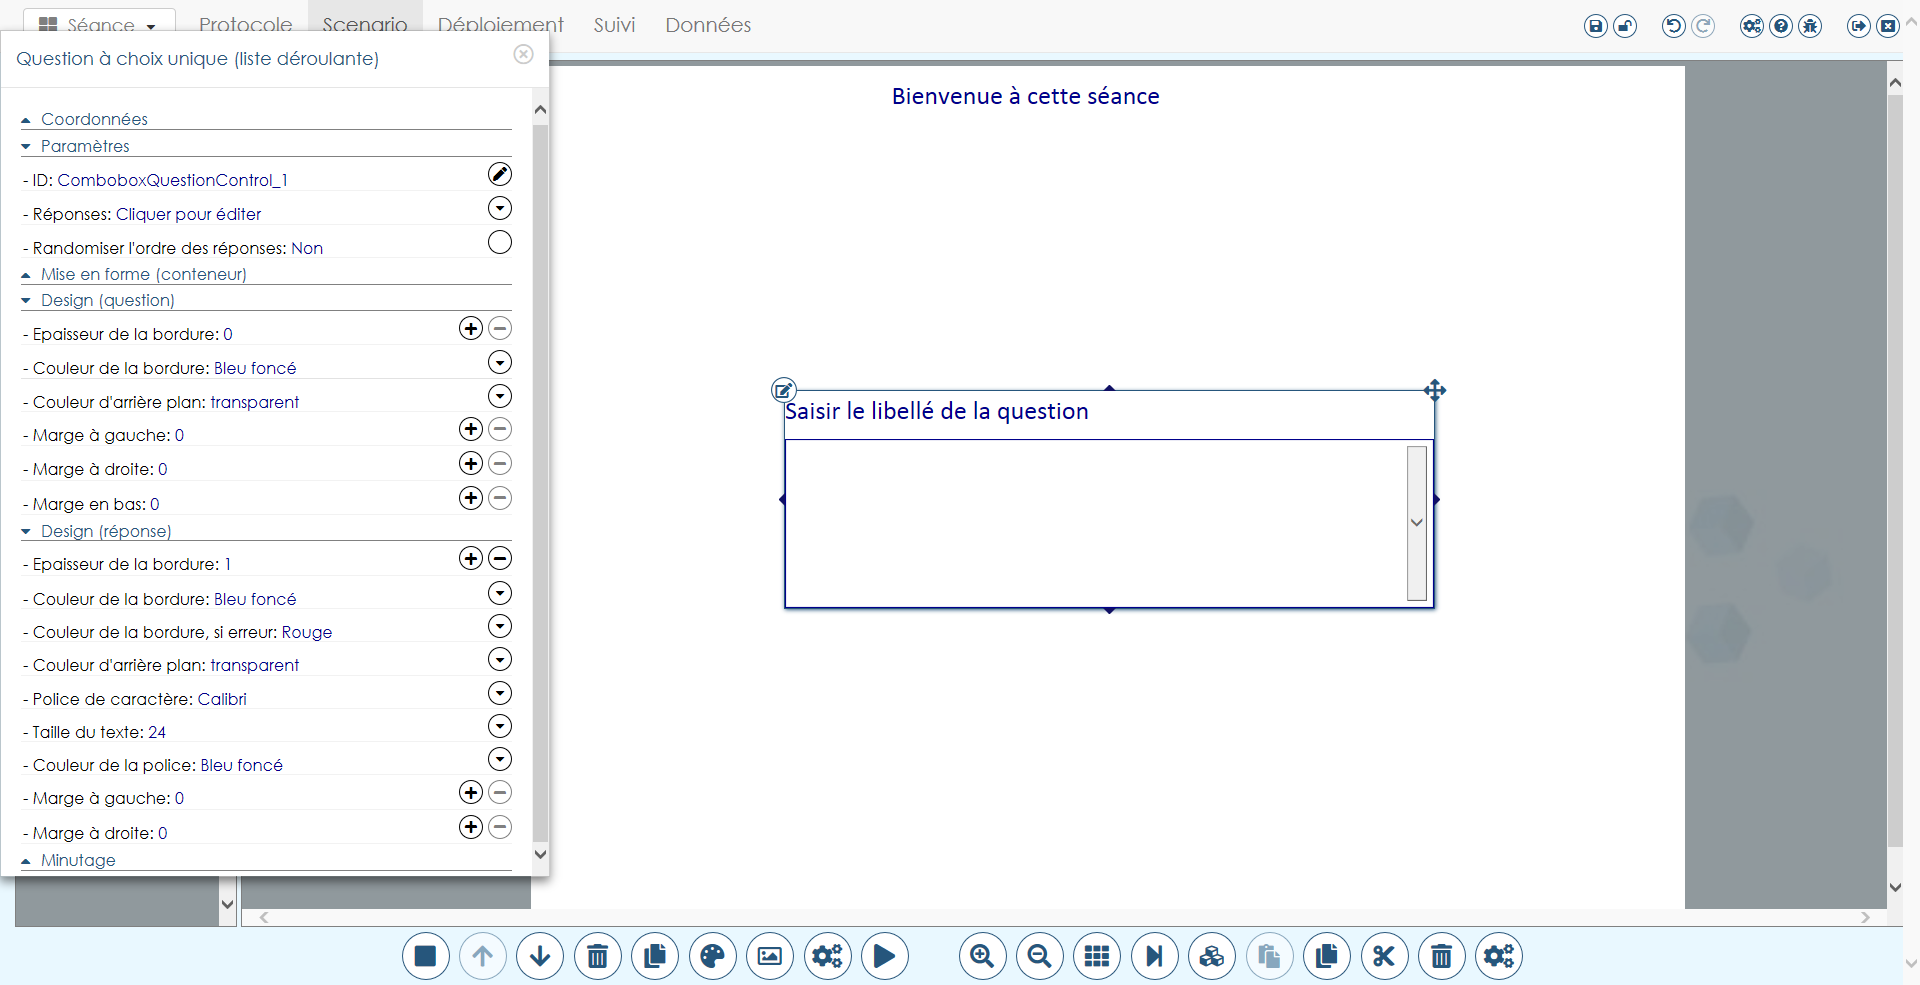 Séance
Protocole
Scenario
Déploiement
Suivi
Données
Question à choix unique (liste déroulante)
Coordonnées
Paramètres
- ID: ComboboxQuestionControl_1
- Réponses: Cliquer pour éditer
- Randomiser l'ordre des réponses: Non
Mise en forme (conteneur)
Design (question)
- Epaisseur de la bordure: 0
- Couleur de la bordure: Bleu foncé
- Couleur d'arrière plan: transparent
- Marge à gauche: 0
- Marge à droite: 0
- Marge en bas: 0
Design (réponse)
- Epaisseur de la bordure: 1
- Couleur de la bordure: Bleu foncé
- Couleur de la bordure, si erreur: Rouge
- Couleur d'arrière plan: transparent
- Police de caractère: Calibri
- Taille du texte: 24
- Couleur de la police: Bleu foncé
- Marge à gauche: 0
- Marge à droite: 0
Minutage
Bienvenue à cette séance
Saisir le libellé de la question